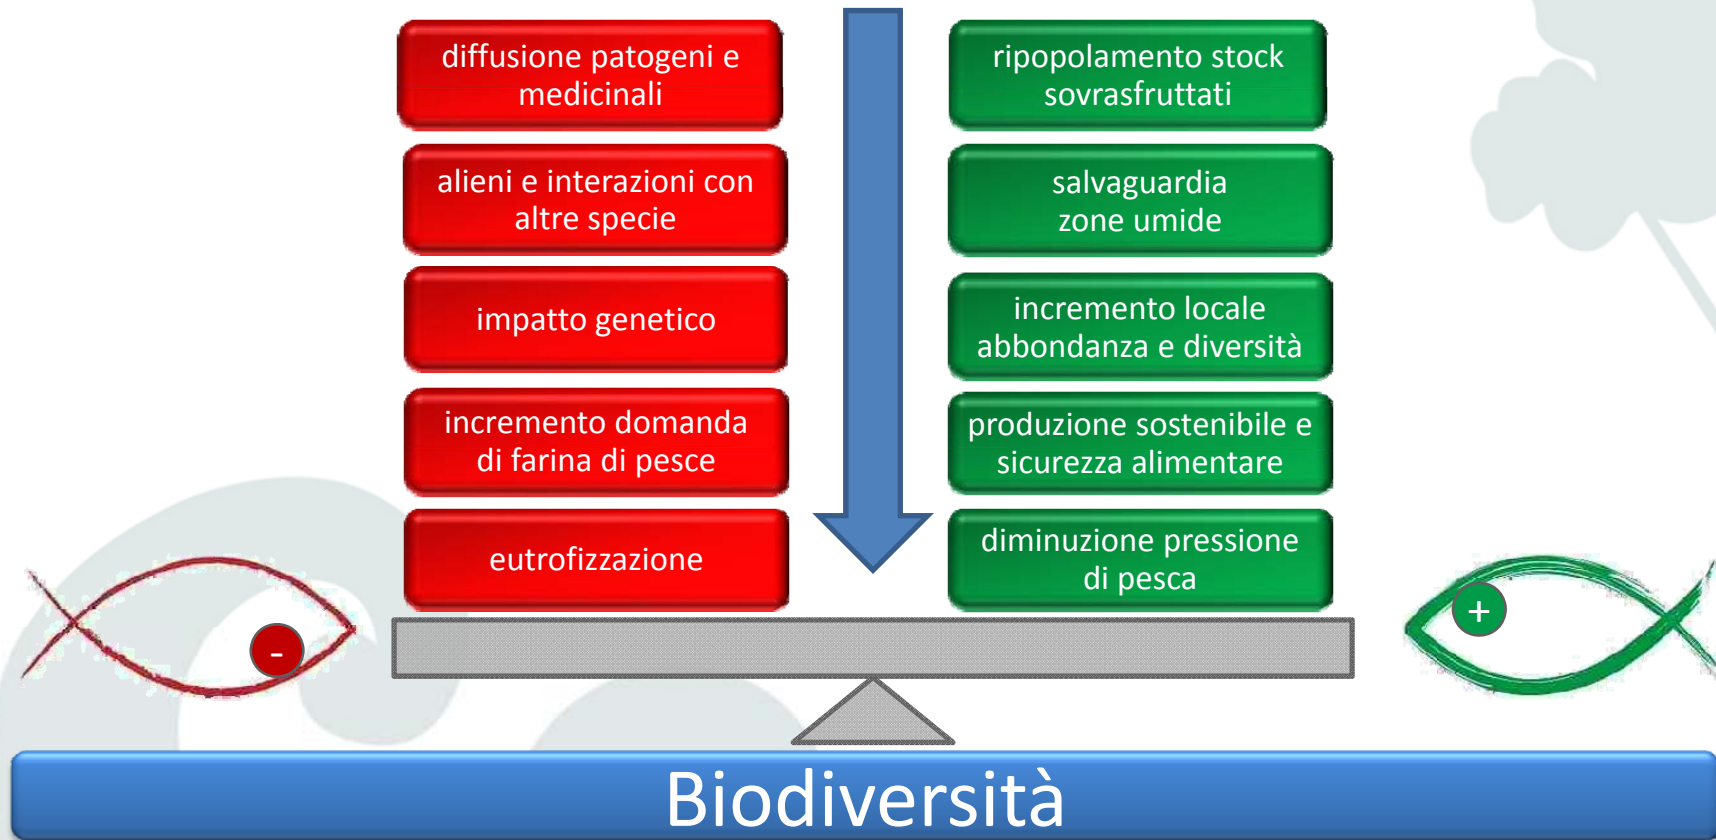 diffusione patogeni e
medicinali
alieni e interazioni con
altre specie
impatto genetico
incremento domanda
di farina di pesce
eutrofizzazione
ripopolamento stock
sovrasfruttati
salvaguardia
zone umide
incremento locale
abbondanza e diversità
produzione sostenibile e
sicurezza alimentare
diminuzione pressione
di pesca
-
+
Biodiversità